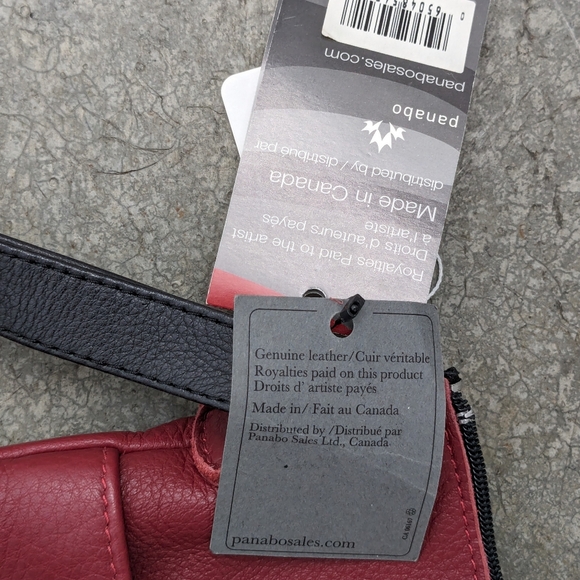 Royalties Paid to the artist
Droits d'auteurs payés
à l'artiste
Made in Canada
distributed by / distribué par
panabo
panabosales.com
Genuine leather/Cuir véritable
Royalties paid on this product
Droits d' artiste payés
Made in/ Fait au Canada
Distributed by /Distribué par
Panabo Sales Ltd., Canada
panabosales.com